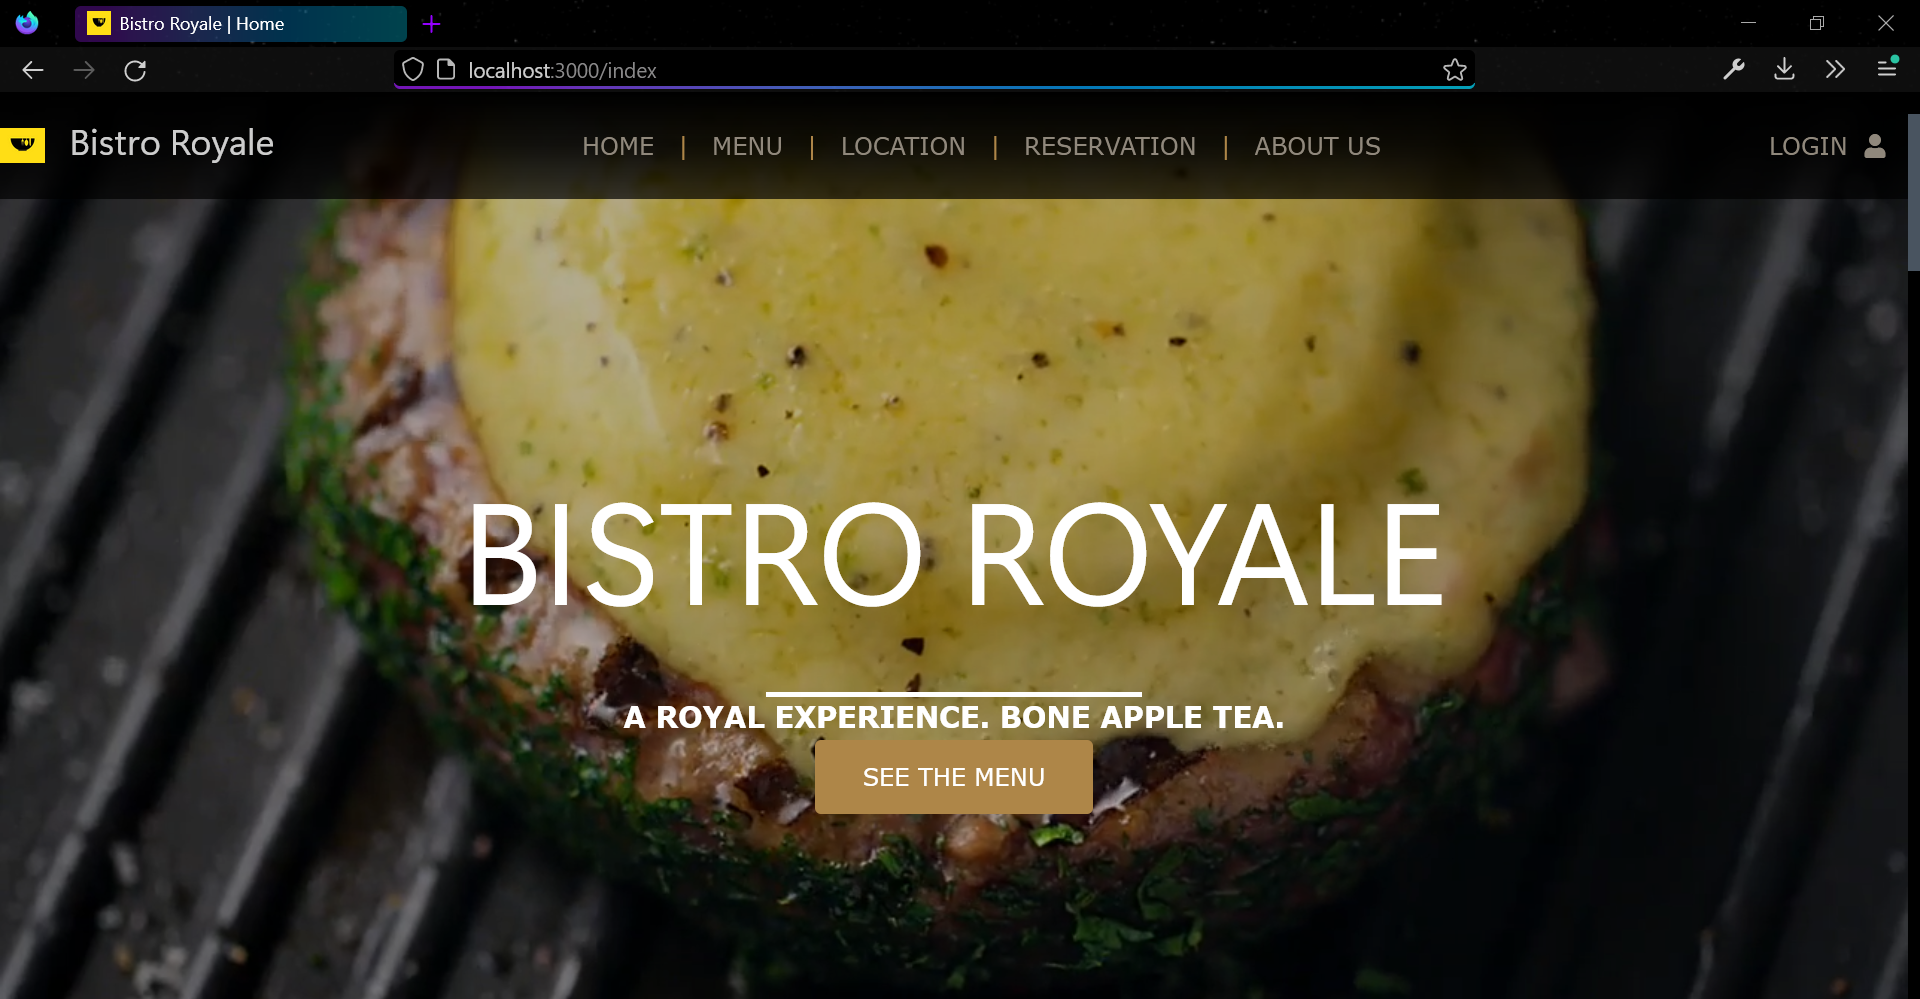 Bistro Royale | Home
localhost:3000/index
Bistro Royale
HOME | MENU | LOCATION | RESERVATION | ABOUT US
LOGIN
BISTRO ROYALE
A ROYAL EXPERIENCE. BONE APPLE TEA.
SEE THE MENU